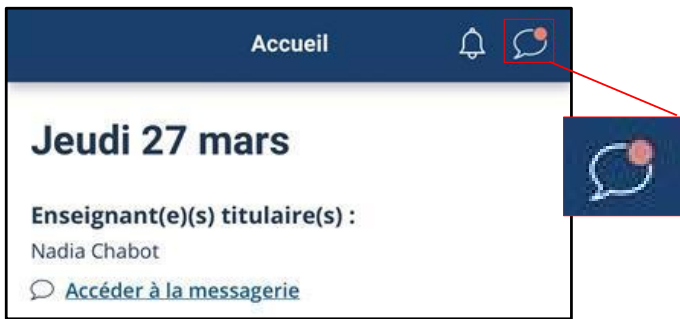 Accueil
Jeudi 27 mars
Enseignant(e)(s) titulaire(s) :
Nadia Chabot
Accéder à la messagerie